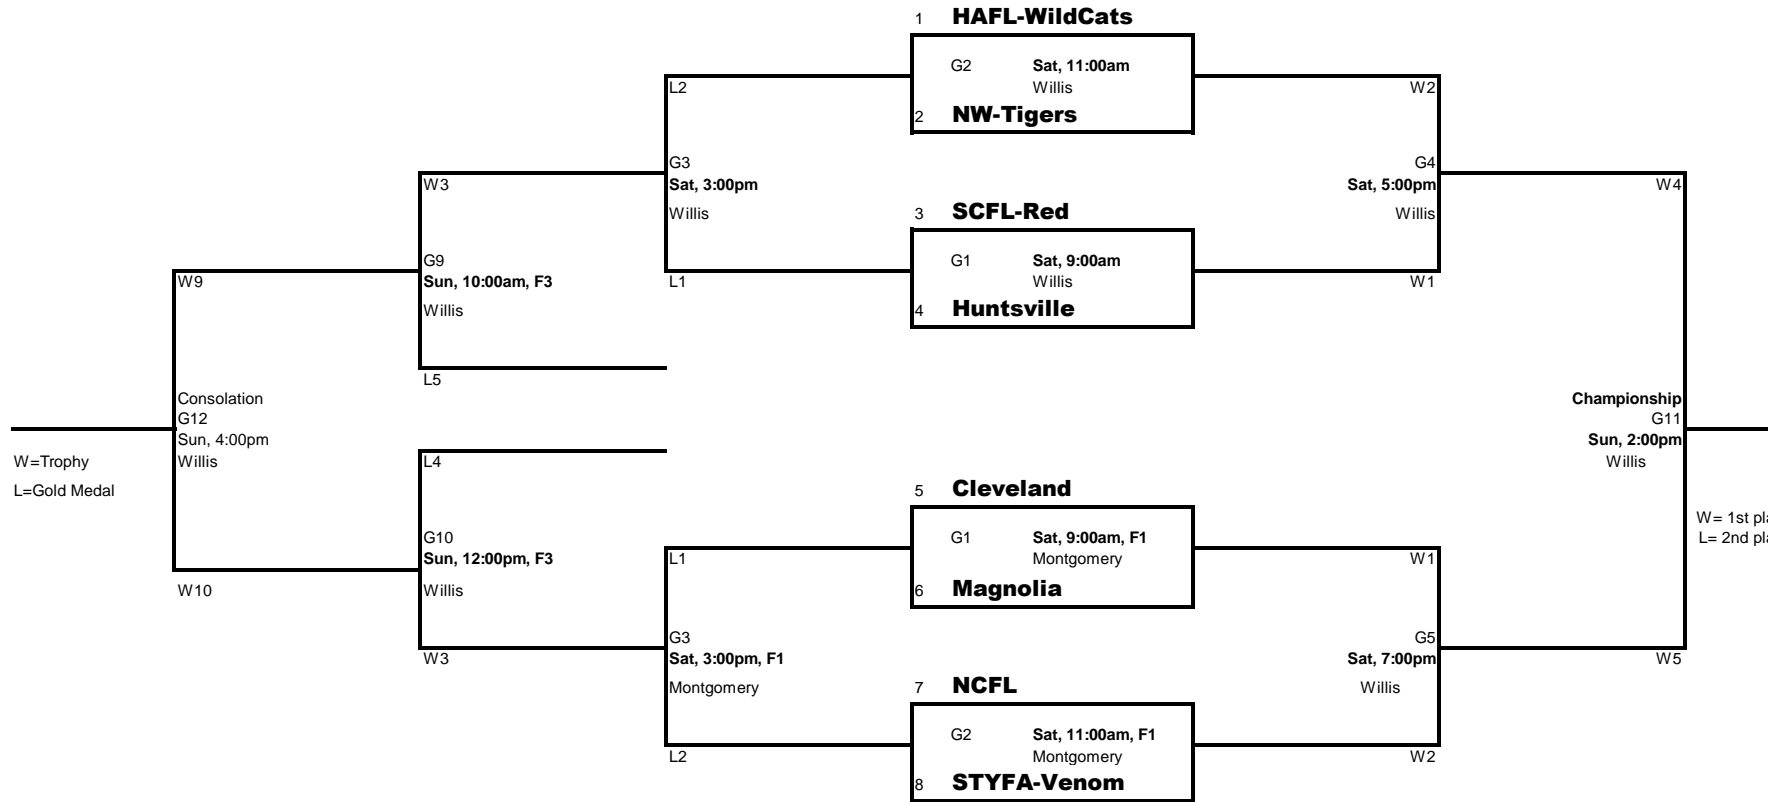 1 HAFL-WildCats
G2 Sat, 11:00am
L2 Willis W2
2 NW-Tigers
G3 G4
W3 Sat, 3:00pm Sat, 5:00pm W4
Willis 3 SCFL-Red Willis
G9 G1 Sat, 9:00am
W9 Sun, 10:00am, F3 L1 Willis W1
Willis 4 Huntsville
L5
Consolation Championship
G12 G11
Sun, 4:00pm Sun, 2:00pm
W=Trophy Willis L4 Willis
L=Gold Medal 5 Cleveland
W= 1st pla
G10 G1 Sat, 9:00am, F1 L= 2nd pla
Sun, 12:00pm, F3 L1 Montgomery W1
W10 Willis 6 Magnolia
G3 G5
W3 Sat, 3:00pm, F1 Sat, 7:00pm W5
Montgomery 7 NCFL Willis
G2 Sat, 11:00am, F1
L2 Montgomery W2
8 STYFA-Venom